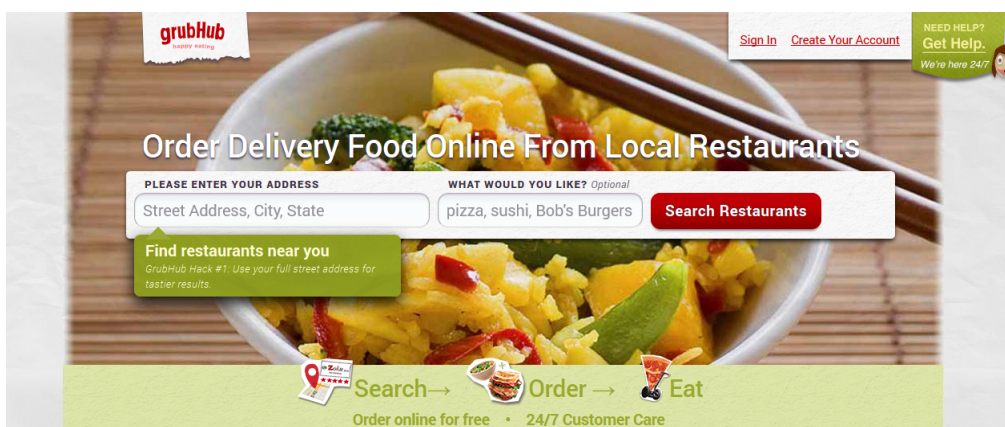 grubHub
happy eating
Sign In
Create Your Account
NEED HELP?
Get Help.
We're here 24/7
Order Delivery Food Online From Local Restaurants
PLEASE ENTER YOUR ADDRESS
WHAT WOULD YOU LIKE? Optional
Street Address, City, State
pizza, sushi, Bob's Burgers
Search Restaurants
Find restaurants near you
GrubHub Hack #1: Use your full street address for
tastier results.
Search→ Order → Eat
Order online for free • 24/7 Customer Care